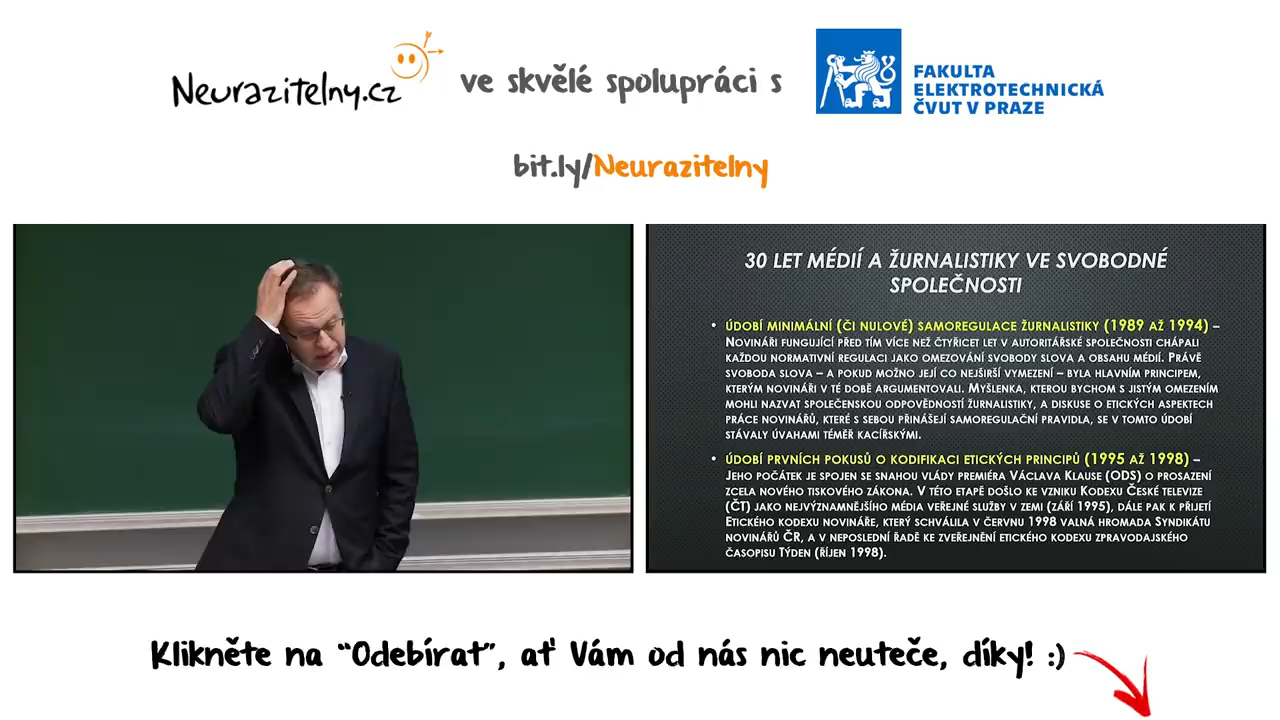 Neurazitelny.cz ve skvělé spolupráci s
FAKULTA
ELEKTROTECHNICKÁ
ČVUT V PRAZE
bit.ly/Neurazitelny
30 LET MÉDIÍ A ŽURNALISTIKY VE SVOBODNÉ
SPOLEČNOSTI
• ÚDOBÍ MINIMÁLNÍ (ČI NULOVÉ) SAMOREGULACE ŽURNALISTIKY (1989 AŽ 1994) –
NOVINÁŘI FUNGUJÍCÍ PŘED TÍM VÍCE NEŽ ČTYŘICET LET V AUTORITÁŘSKÉ SPOLEČNOSTI CHÁPALI
KAŽDOU NORMATIVNÍ REGULACI JAKO OMEZOVÁNÍ SVOBODY SLOVA A OBSAHU MÉDIÍ. PRÁVĚ
SVOBODA SLOVA – A POKUD MOŽNO JEJÍ CO NEJŠIRŠÍ VYMEZENÍ – BYLA HLAVNÍM PRINCIPEM,
KTERÝM NOVINÁŘI V TÉ DOBĚ ARGUMENTOVALI. MYŠLENKA, KTEROU BYCHOM S JISTÝM OMEZENÍM
MOHLI NAZVAT SPOLEČENSKOU ODPOVĚDNOSTÍ ŽURNALISTIKY, A DISKUSE O ETICKÝCH ASPEKTECH
PRÁCE NOVINÁŘŮ, KTERÉ S SEBOU PŘINÁŠEJÍ SAMOREGULAČNÍ PRAVIDLA, SE V TOMTO ÚDOBÍ
STÁVALY ÚVAHAMI TÉMĚŘ KACÍŘSKÝMI.
• ÚDOBÍ PRVNÍCH POKUSŮ O KODIFIKACI ETICKÝCH PRINCIPŮ (1995 AŽ 1998) –
JEHO POČÁTEK JE SPOJEN SE SNAHOU VLÁDY PREMIÉRA VÁCLAVA KLAUSE (ODS) O PROSAZENÍ
ZCELA NOVÉHO TISKOVÉHO ZÁKONA. V TÉTO ETAPĚ DOŠLO KE VZNIKU KODEXU ČESKÉ TELEVIZE
(ČT) JAKO NEJVÝZNAMNĚJŠÍHO MÉDIA VEŘEJNÉ SLUŽBY V ZEMI (ZÁŘÍ 1995), DÁLE PAK K PŘIJETÍ
ETICKÉHO KODEXU NOVINÁŘE, KTERÝ SCHVÁLILA V ČERVNU 1998 VALNÁ HROMADA SYNDIKÁTU
NOVINÁŘŮ ČR, A V NEPOSLEDNÍ ŘADĚ KE ZVEŘEJNĚNÍ ETICKÉHO KODEXU ZPRAVODAJSKÉHO
ČASOPISU TÝDEN (ŘÍJEN 1998).
Klikněte na “Odebírat”, ať Vám od nás nic neuteče, díky! :)